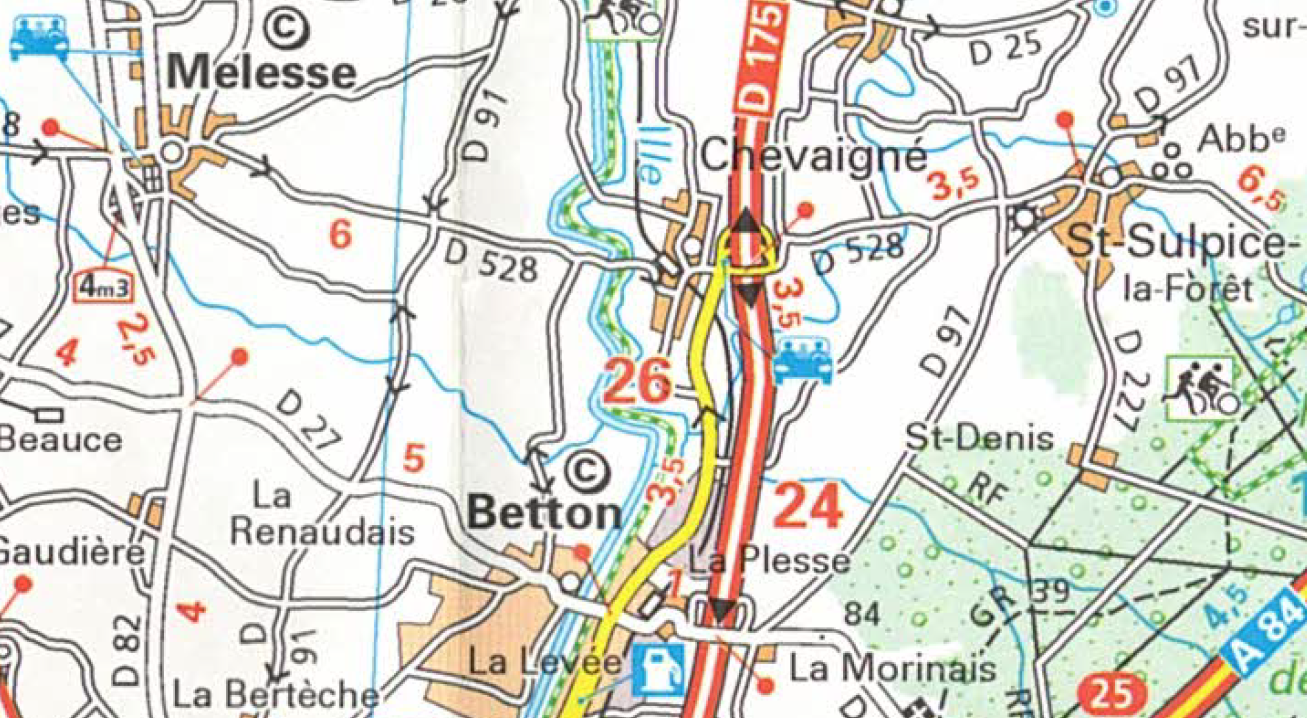 D 175
D 25
sur-
©
Melesse
D 97
8
D 91
Ille
Chevaigné
Abbᵉ
3,5
6,5
es
6
D 528
D 528
St-Sulpice-
la-Forêt
4m3
2,5
4
3,5
D 97
D 227
26
D 27
Beauce
5
©
St-Denis
La
Renaudais
Betton
3,5
24
RF
Gaudière
La Plesse
1
39
GR
84
4,5
A 84
4
D 82
D 91
La Levée
La Morinais
La Bertèche
25
RF
D
de